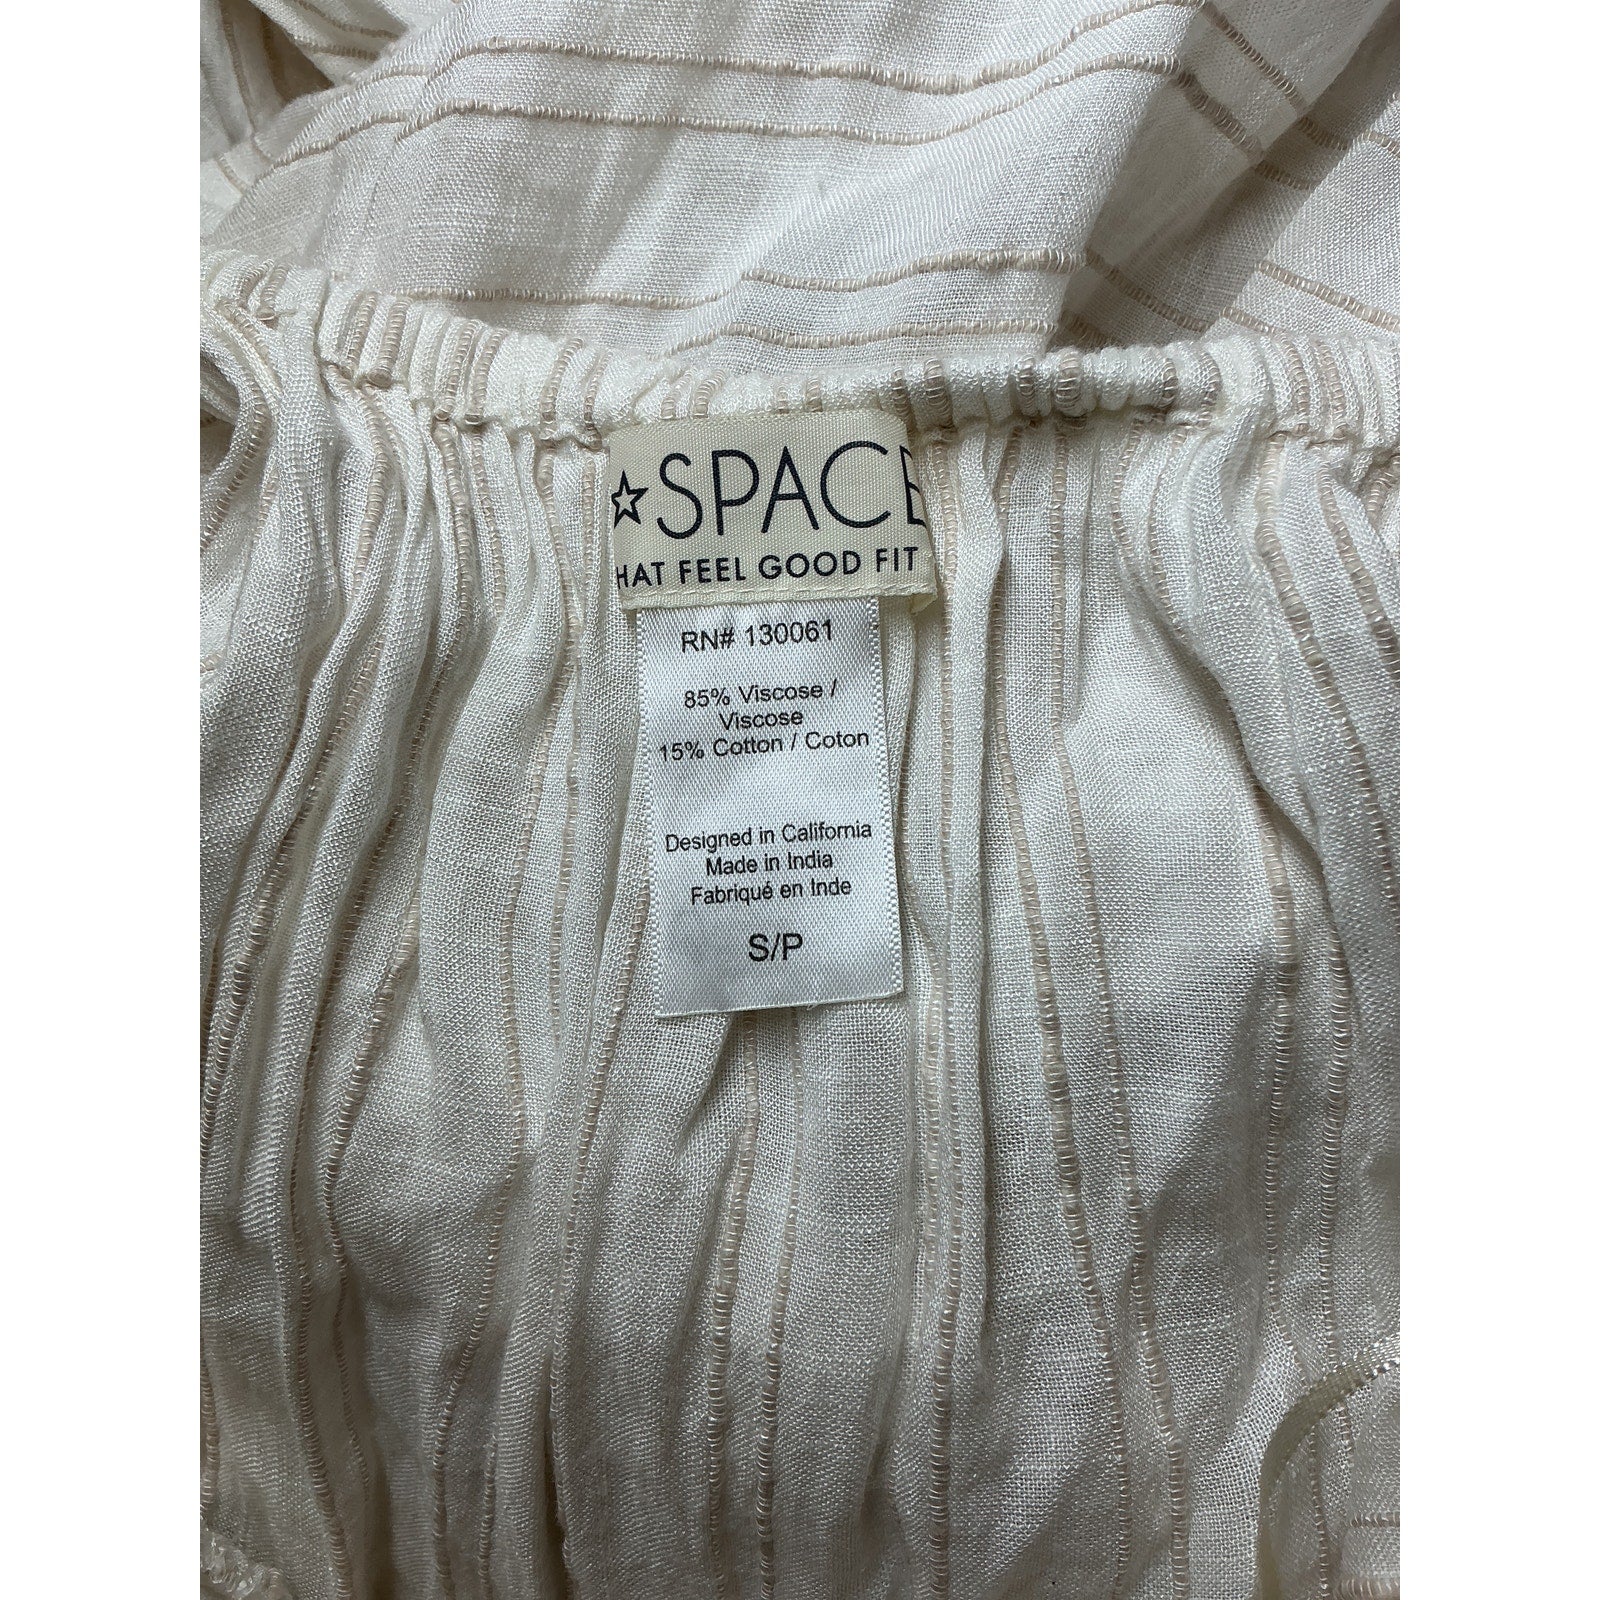 SPACE
HAT FEEL GOOD FIT
RN# 130061
85% Viscose /
Viscose
15% Cotton / Coton
Designed in California
Made in India
Fabriqué en Inde
S/P